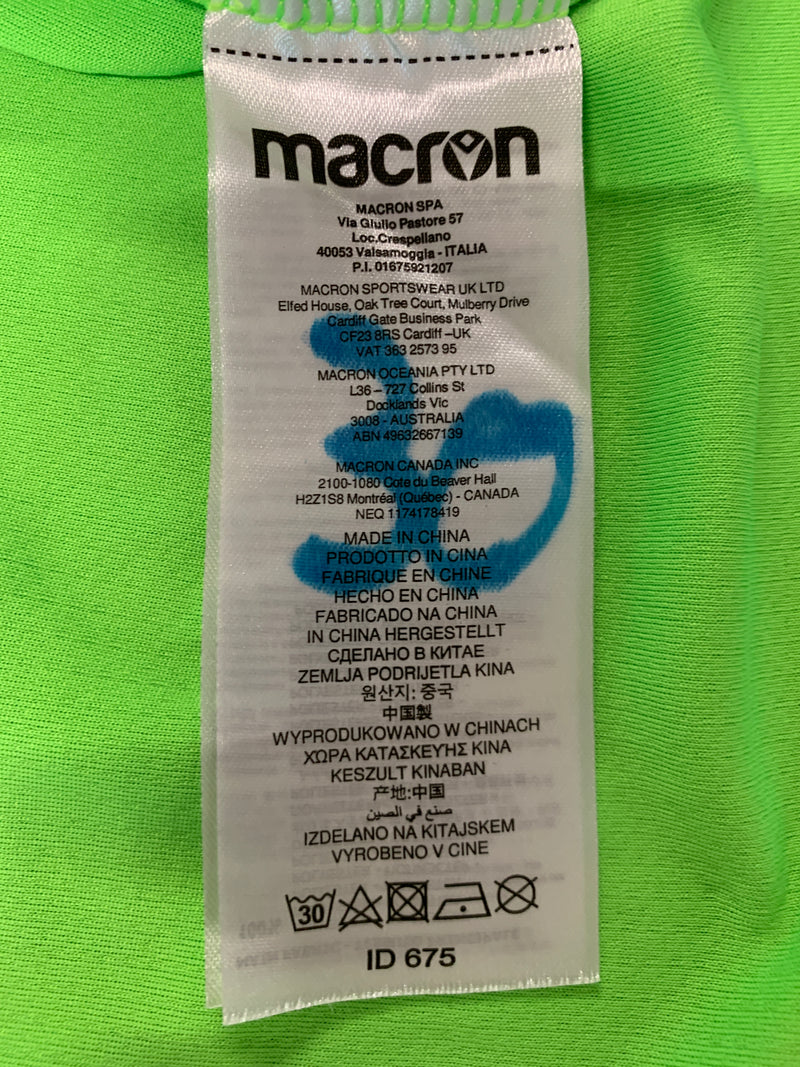 macron
MACRON SPA
Via Giulio Pastore 57
Loc.Crespellano
40053 Valsamoggia - ITALIA
P.I. 01675921207
MACRON SPORTSWEAR UK LTD
Elfed House, Oak Tree Court, Mulberry Drive
Cardiff Gate Business Park
CF23 8RS Cardiff –UK
VAT 363 2573 95
MACRON OCEANIA PTY LTD
L36 – 727 Collins St
Docklands Vic
3008 - AUSTRALIA
ABN 49632667139
MACRON CANADA INC
2100-1080 Cote du Beaver Hall
H2Z1S8 Montréal (Québec) - CANADA
NEQ 1174178419
MADE IN CHINA
PRODOTTO IN CINA
FABRIQUE EN CHINE
HECHO EN CHINA
FABRICADO NA CHINA
IN CHINA HERGESTELLT
СДЕЛАНО В КИТАЕ
ZEMLJA PODRIJETLA KINA
원산지: 중국
中国製
WYPRODUKOWANO W CHINACH
ΧΩΡΑ ΚΑΤΑΣΚΕΥΗΣ ΚΙΝΑ
KESZULT KINABAN
产地:中国
صنع في الصين
IZDELANO NA KITAJSKEM
VYROBENO V CINE
30
ID 675